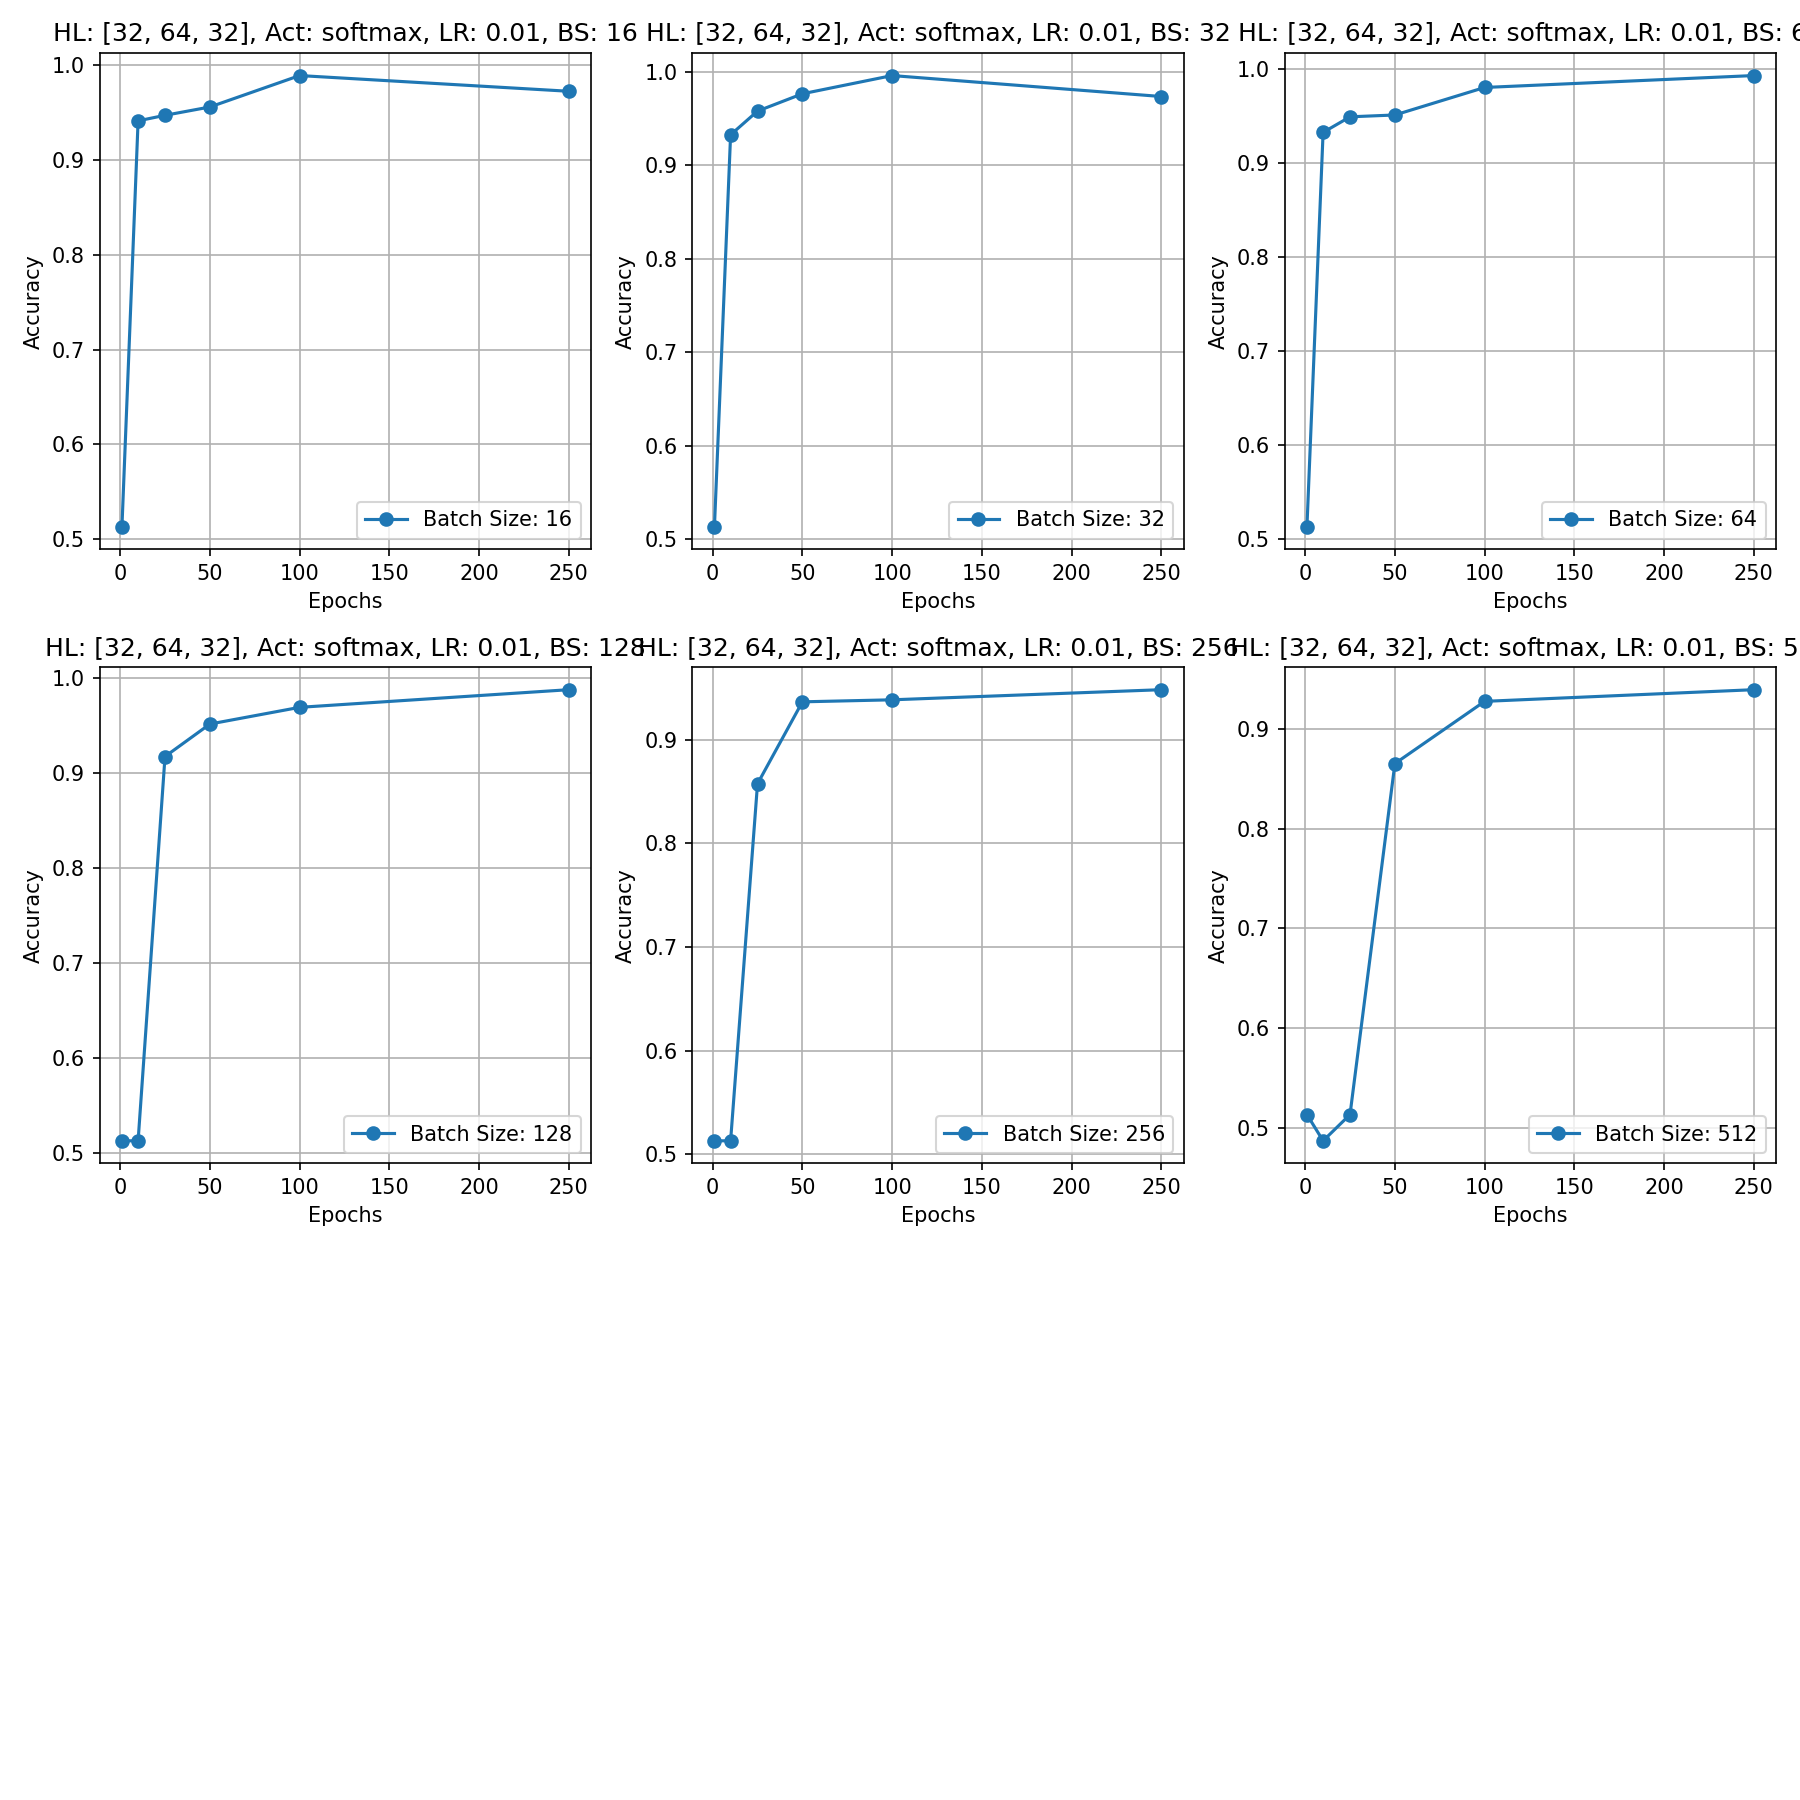 HL: [32, 64, 32], Act: softmax, LR: 0.01, BS: 16
1.0
0.9
0.8
0.7
0.6
0.5
Accuracy
Batch Size: 16
0 50 100 150 200 250
Epochs
HL: [32, 64, 32], Act: softmax, LR: 0.01, BS: 32
1.0
0.9
0.8
0.7
0.6
0.5
Accuracy
Batch Size: 32
0 50 100 150 200 250
Epochs
HL: [32, 64, 32], Act: softmax, LR: 0.01, BS: 6
1.0
0.9
0.8
0.7
0.6
0.5
Accuracy
Batch Size: 64
0 50 100 150 200 250
Epochs
HL: [32, 64, 32], Act: softmax, LR: 0.01, BS: 128
1.0
0.9
0.8
0.7
0.6
0.5
Accuracy
Batch Size: 128
0 50 100 150 200 250
Epochs
HL: [32, 64, 32], Act: softmax, LR: 0.01, BS: 256
0.9
0.8
0.7
0.6
0.5
Accuracy
Batch Size: 256
0 50 100 150 200 250
Epochs
HL: [32, 64, 32], Act: softmax, LR: 0.01, BS: 5
0.9
0.8
0.7
0.6
0.5
Accuracy
Batch Size: 512
0 50 100 150 200 250
Epochs